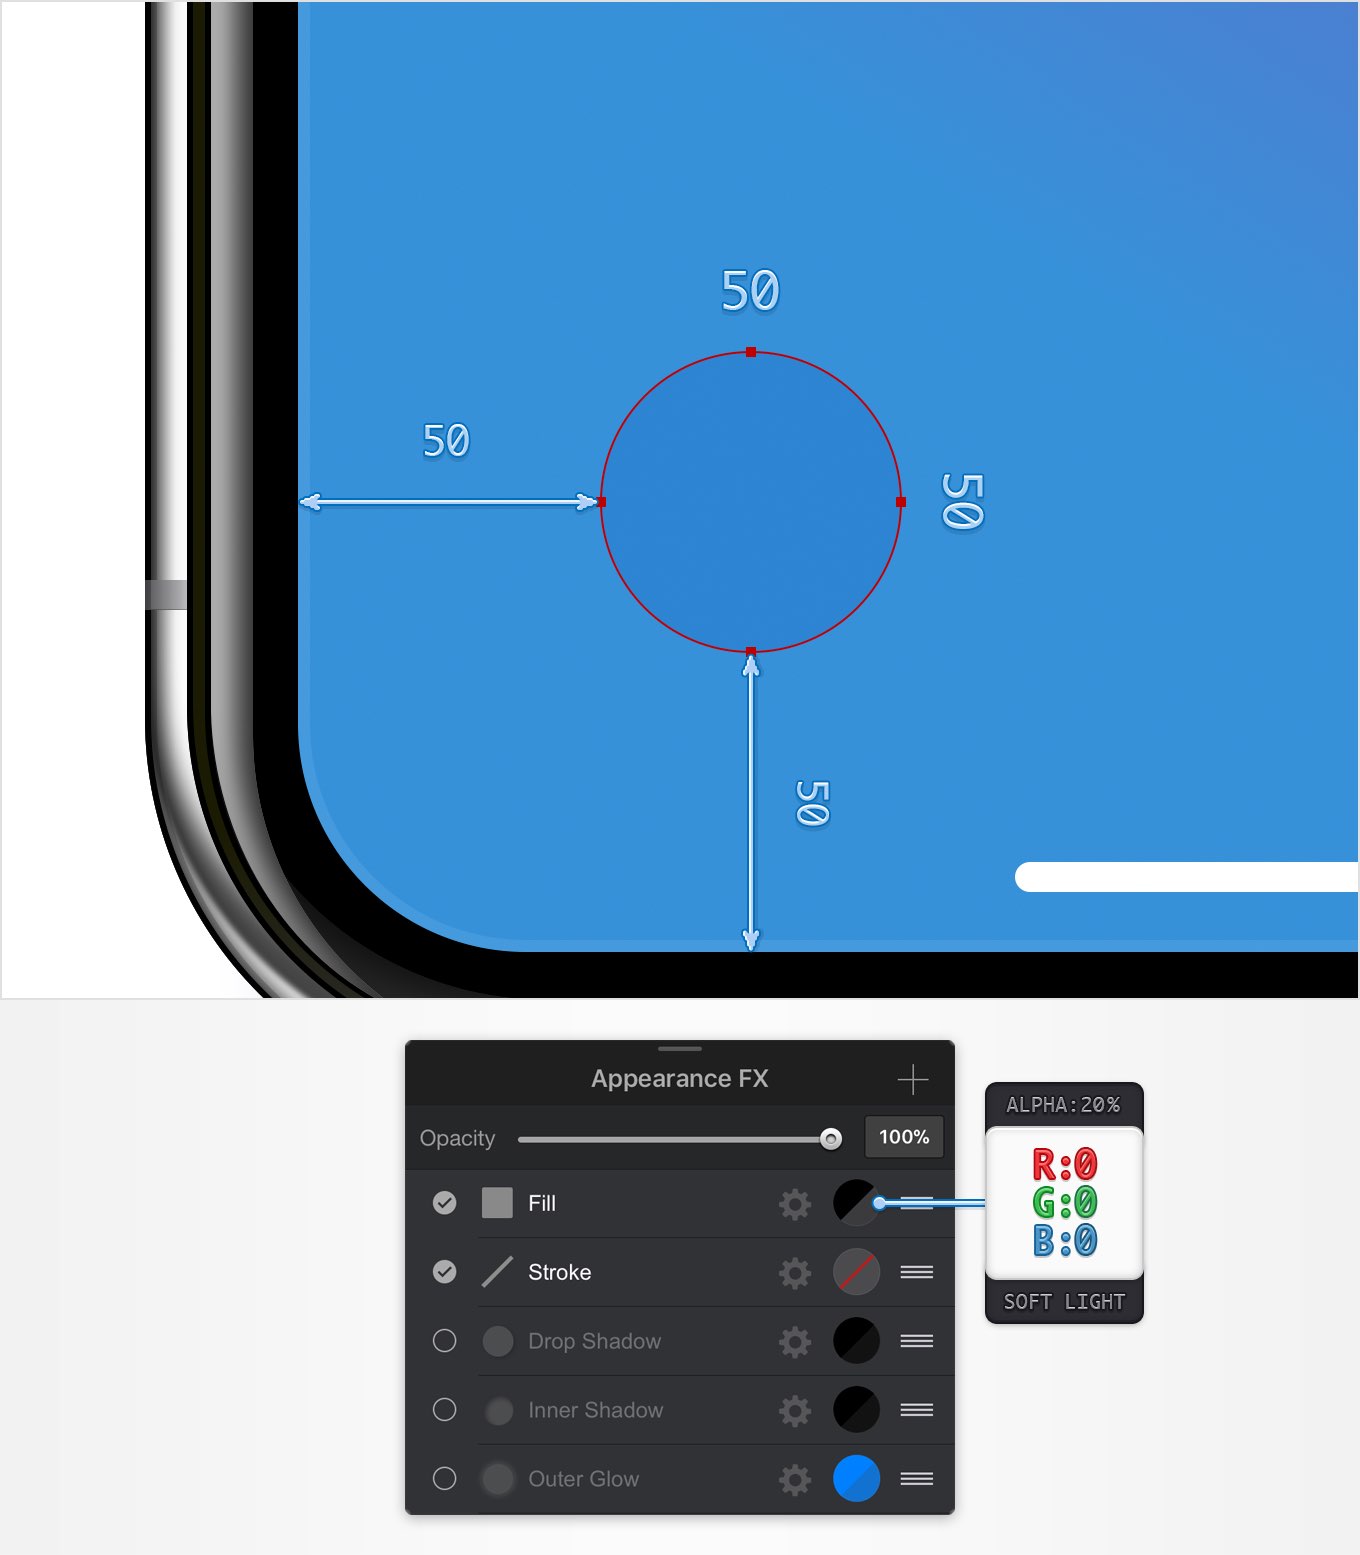 50
50
50
50
Appearance FX
Opacity
100%
Fill
Stroke
Drop Shadow
Inner Shadow
Outer Glow
ALPHA:20%
R:0
G:0
B:0
SOFT LIGHT